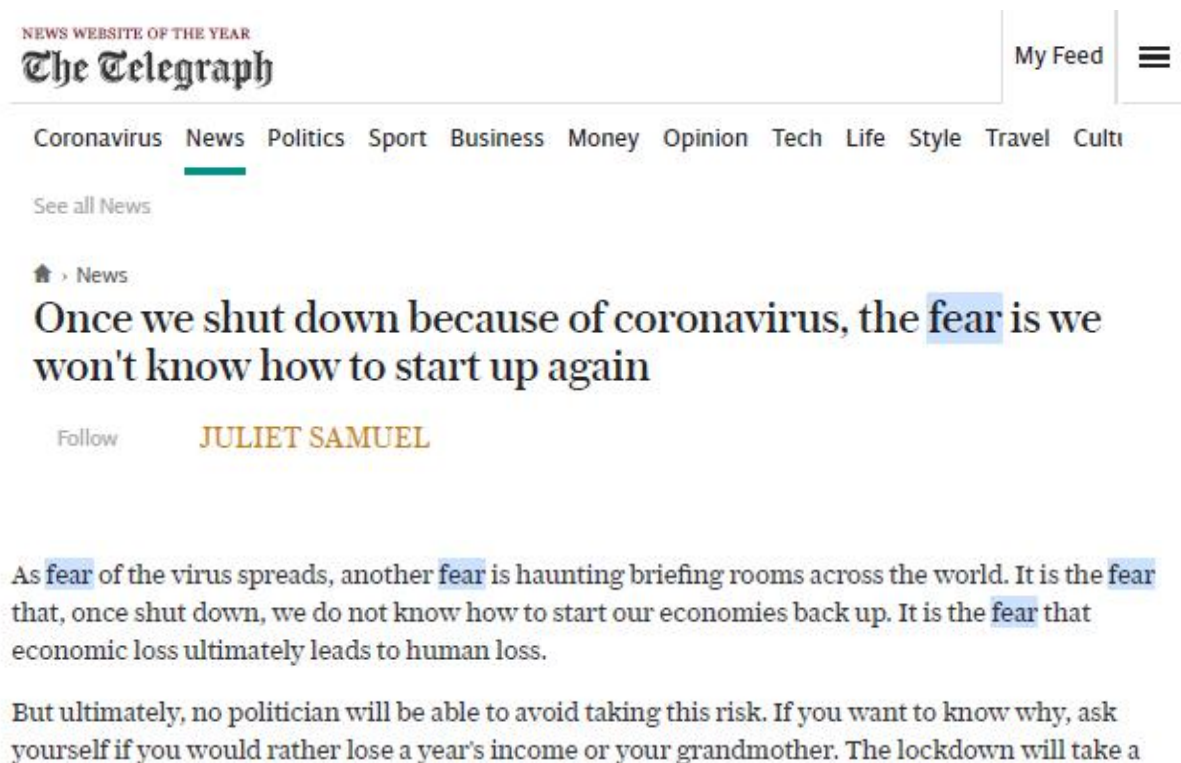 NEWS WEBSITE OF THE YEAR
The Telegraph
My Feed
Coronavirus News Politics Sport Business Money Opinion Tech Life Style Travel Cultu
See all News
› News
Once we shut down because of coronavirus, the fear is we
won't know how to start up again
Follow JULIET SAMUEL
As fear of the virus spreads, another fear is haunting briefing rooms across the world. It is the fear
that, once shut down, we do not know how to start our economies back up. It is the fear that
economic loss ultimately leads to human loss.
But ultimately, no politician will be able to avoid taking this risk. If you want to know why, ask
yourself if you would rather lose a year's income or your grandmother. The lockdown will take a